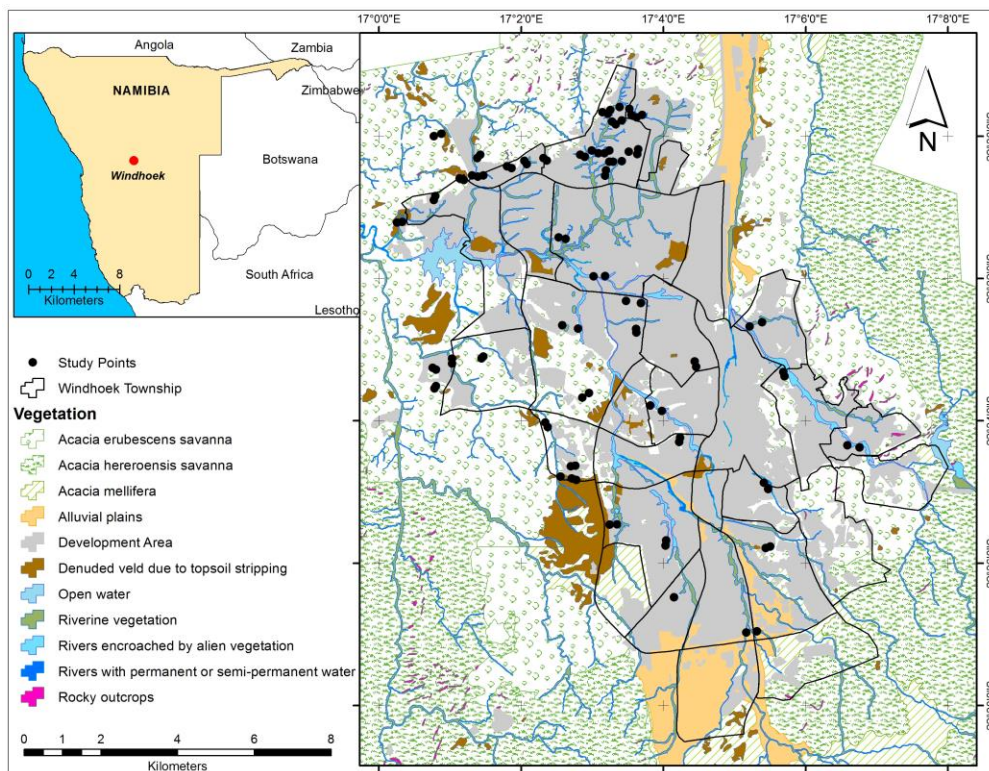 17°0'0"E 17°2'0"E 17°4'0"E 17°6'0"E 17°8'0"E
Angola
Zambia
Zimbabwe
NAMIBIA
Botswana
Windhoek
South Africa
Lesotho
0 2 4 6 8
Kilometers
N
Study Points
Windhoek Township
Vegetation
Acacia erubescens savanna
Acacia hereroensis savanna
Acacia mellifera
Alluvial plains
Development Area
Denuded veld due to topsoil stripping
Open water
Riverine vegetation
Rivers encroached by alien vegetation
Rivers with permanent or semi-permanent water
Rocky outcrops
0 2 4 6 8
Kilometers